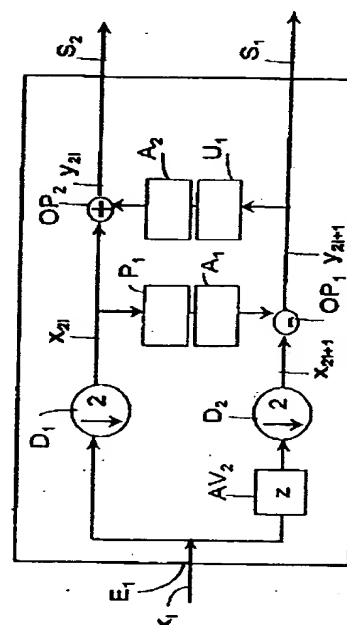 S₂
S₁
OP₂
y₂ₗ
A₂
U₁
+
x₂ₗ
P₁
A₁
-
y₂ₗ₊₁
OP₁
x₂ₗ₊₁
D₁
2
D₂
2
AV₂
z
E₁
xₗ